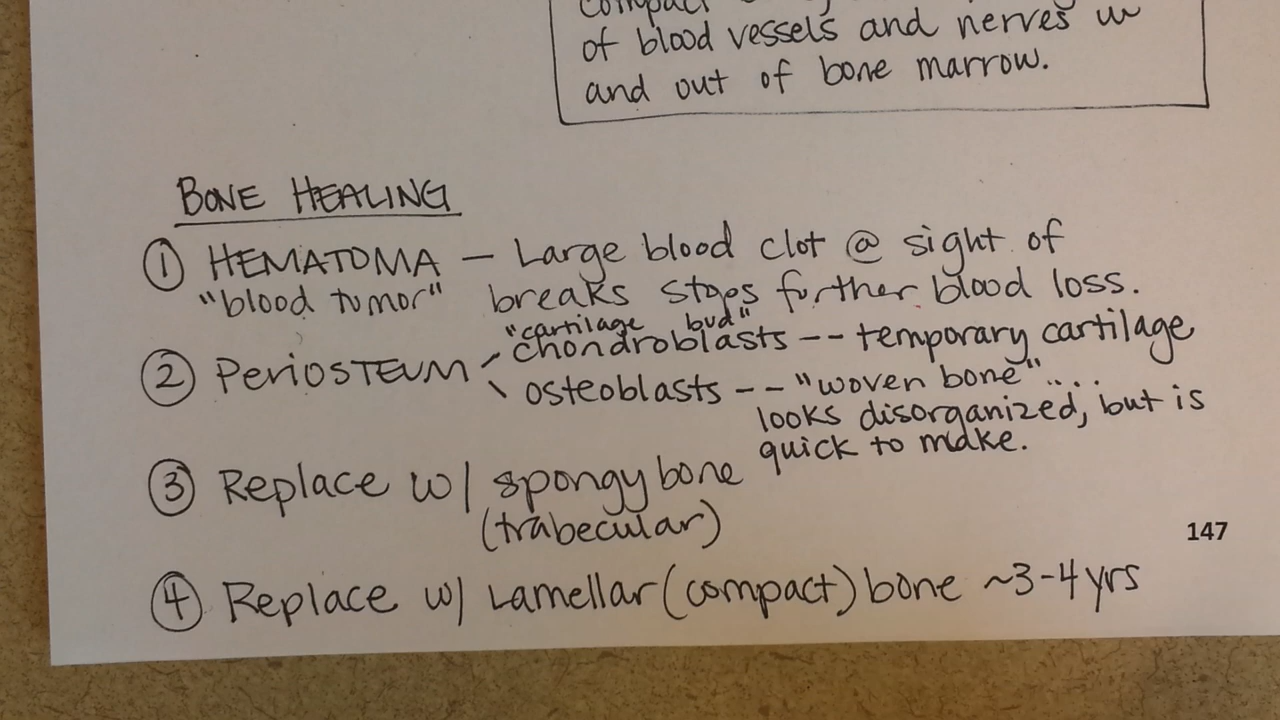 compact
of blood vessels and nerves in
and out of bone marrow.
BONE HEALING
① HEMATOMA — Large blood clot @ sight of
"blood tumor" breaks stops further blood loss.
"cartilage bud"
② PERIOSTEUM chondroblasts -- temporary cartilage
osteoblasts -- "woven bone"...
looks disorganized, but is
quick to make.
③ Replace w/ spongy bone
(trabecular)
147
④ Replace w/ Lamellar (compact) bone ~3-4 yrs